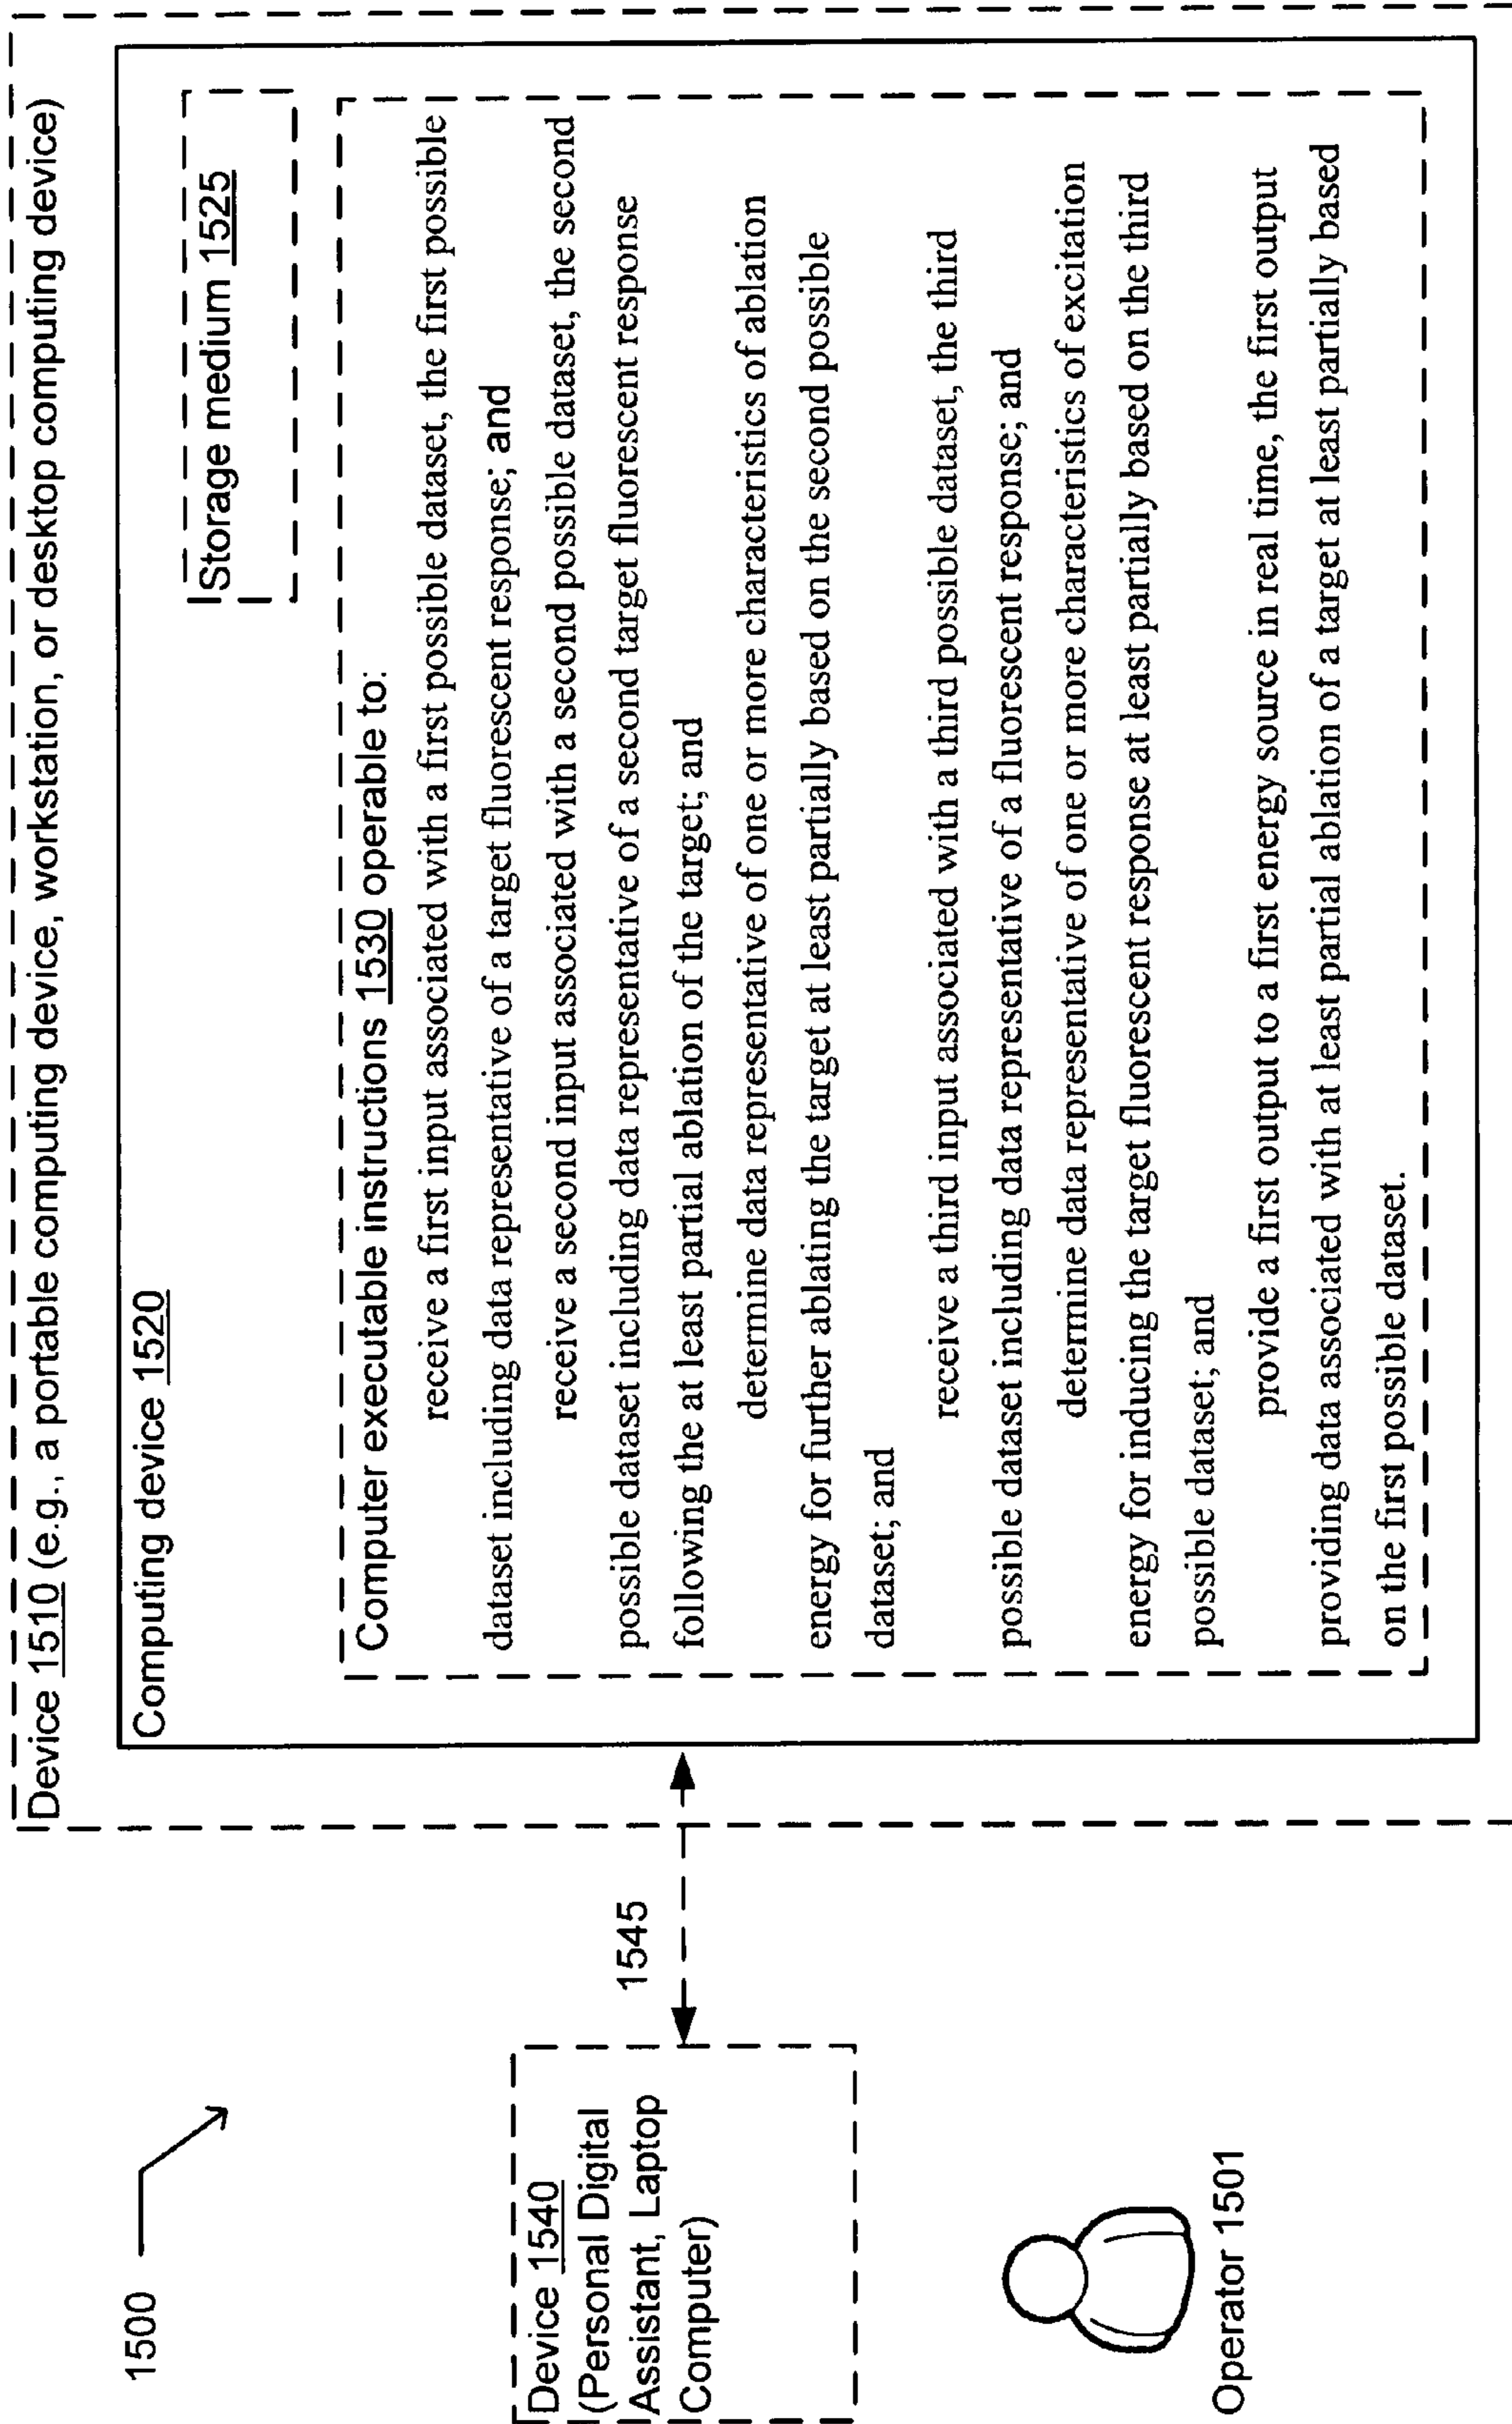 1500
Device 1510 (e.g., a portable computing device, workstation, or desktop computing device)
Computing device 1520
Storage medium 1525
Computer executable instructions 1530 operable to:
receive a first input associated with a first possible dataset, the first possible
dataset including data representative of a target fluorescent response; and
receive a second input associated with a second possible dataset, the second
possible dataset including data representative of a second target fluorescent response
following the at least partial ablation of the target; and
determine data representative of one or more characteristics of ablation
energy for further ablating the target at least partially based on the second possible
dataset; and
receive a third input associated with a third possible dataset, the third
possible dataset including data representative of a fluorescent response; and
determine data representative of one or more characteristics of excitation
energy for inducing the target fluorescent response at least partially based on the third
possible dataset; and
provide a first output to a first energy source in real time, the first output
providing data associated with at least partial ablation of a target at least partially based
on the first possible dataset.
1545
Device 1540
(Personal Digital
Assistant, Laptop
Computer)
Operator 1501